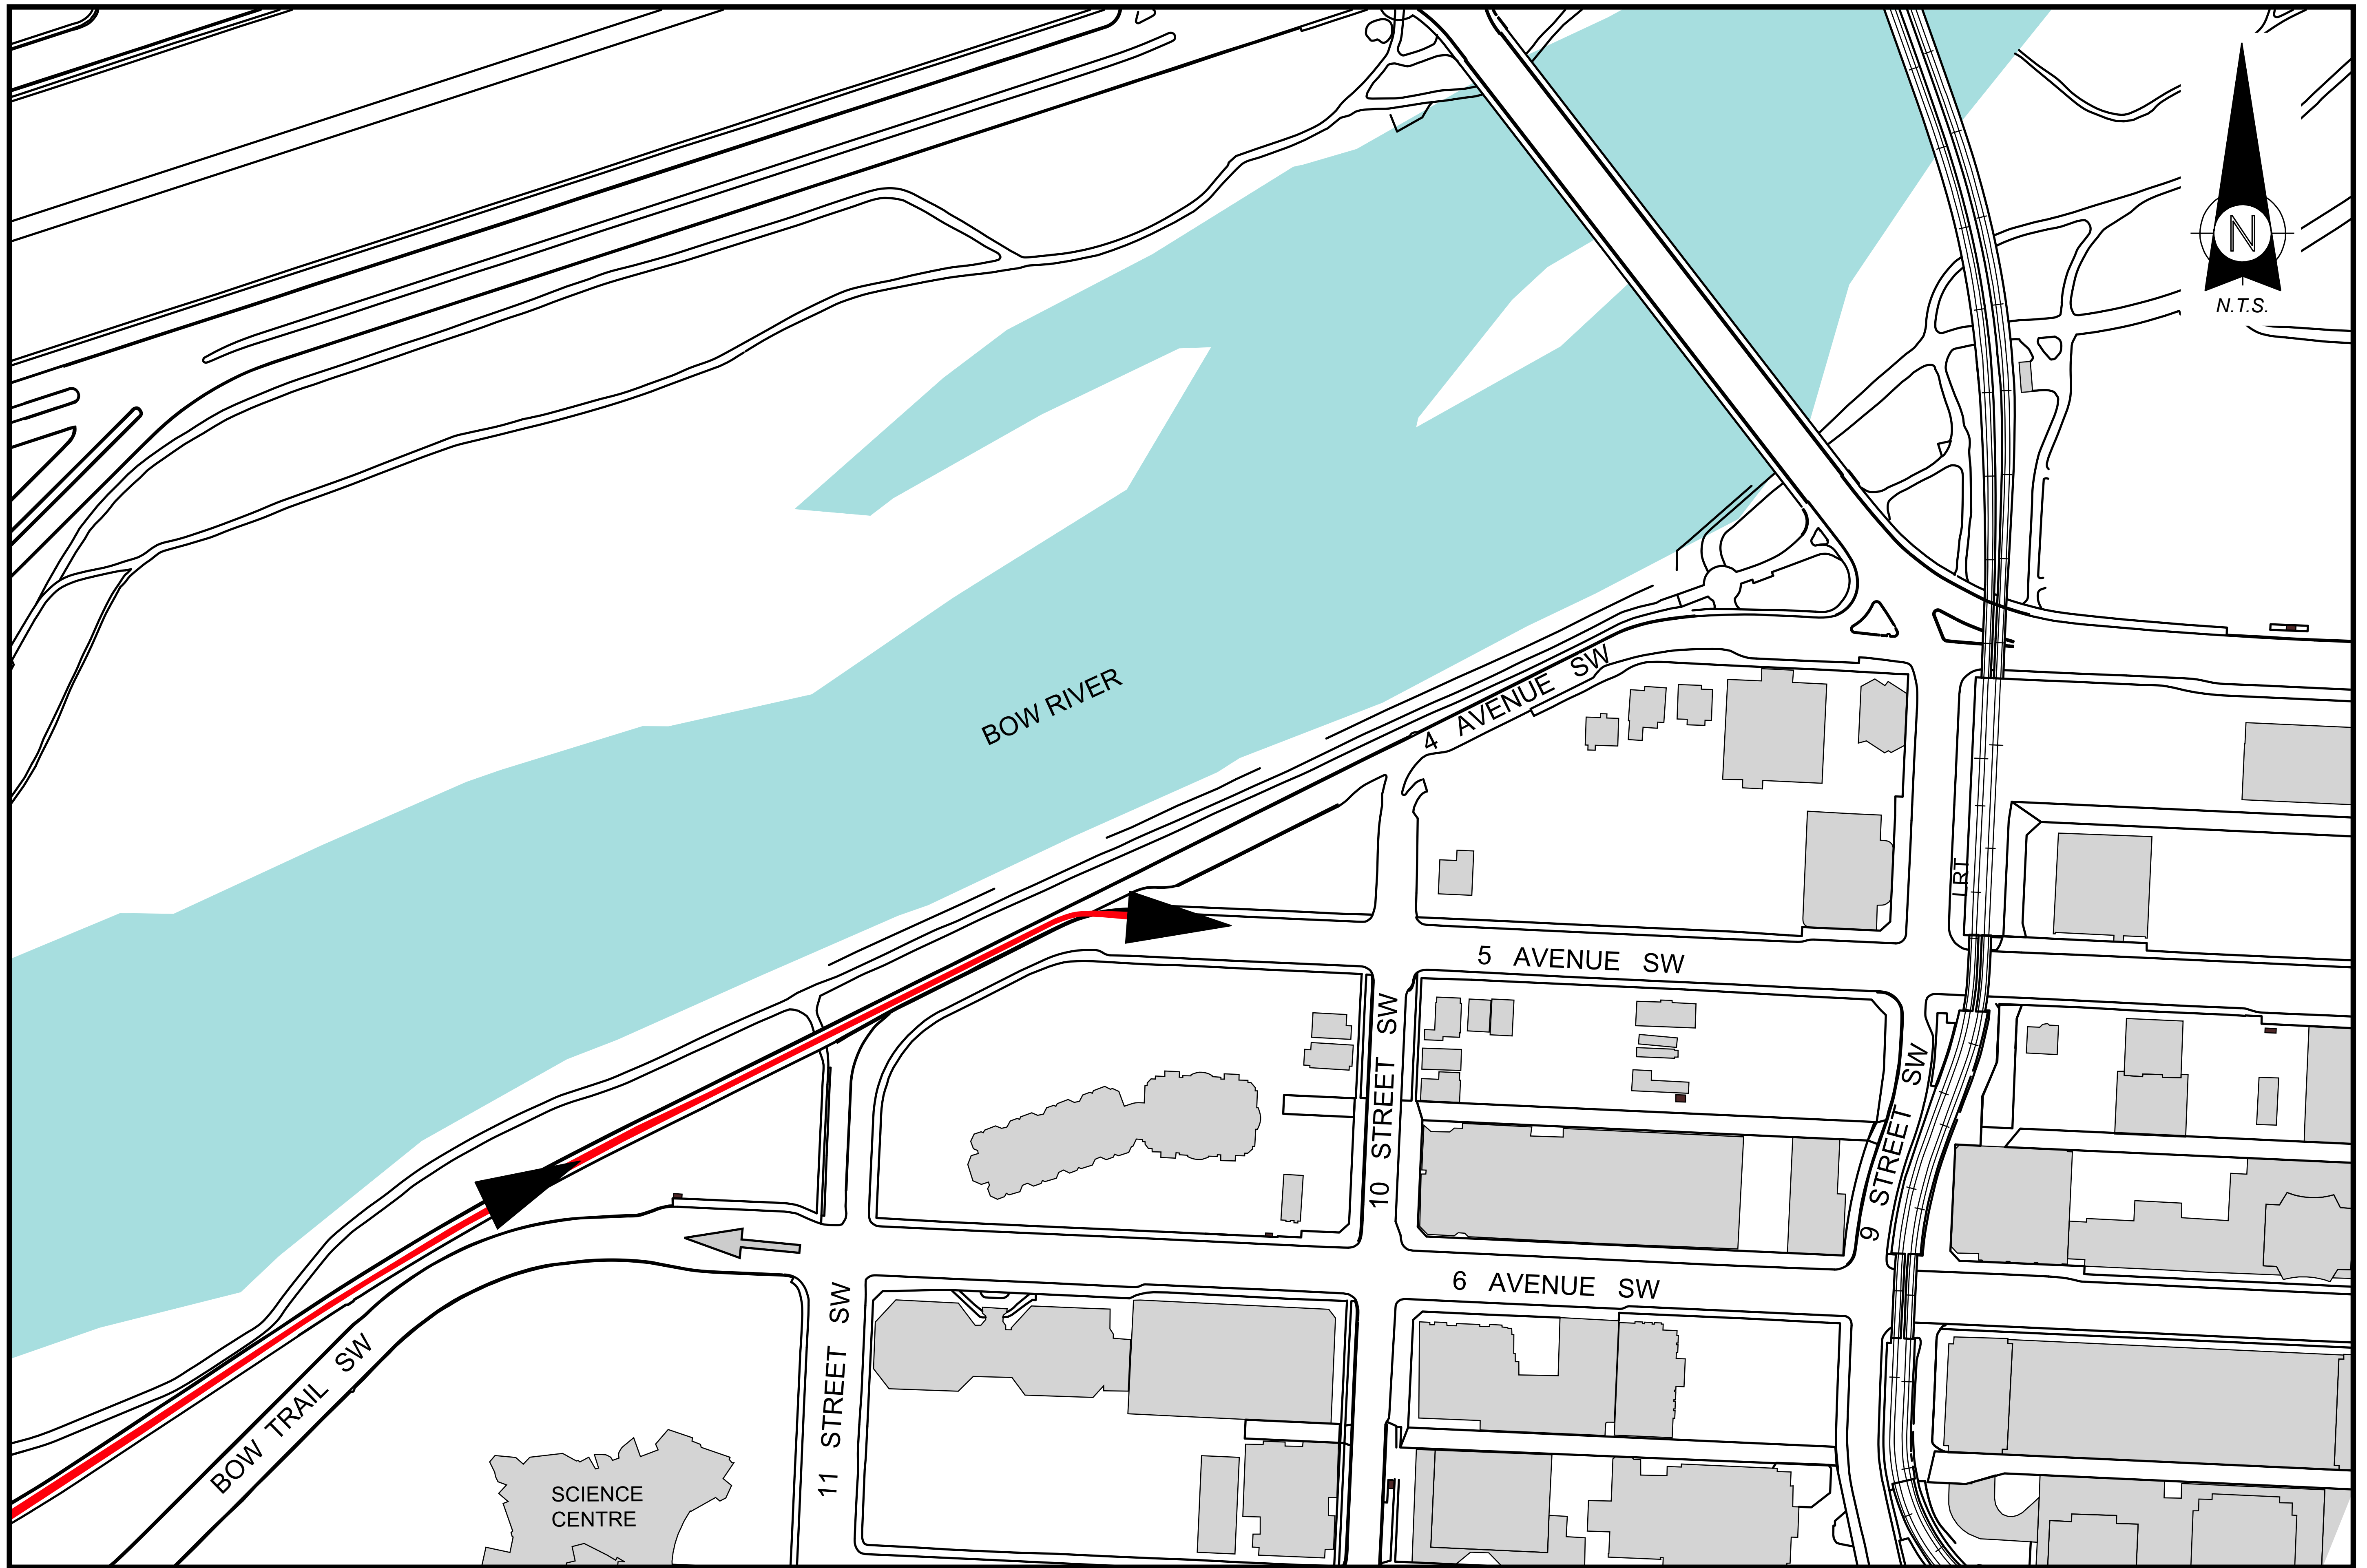 N
N.T.S.
BOW RIVER
4 AVENUE SW
LRT
5 AVENUE SW
10 STREET SW
9 STREET SW
6 AVENUE SW
11 STREET SW
BOW TRAIL SW
SCIENCE
CENTRE